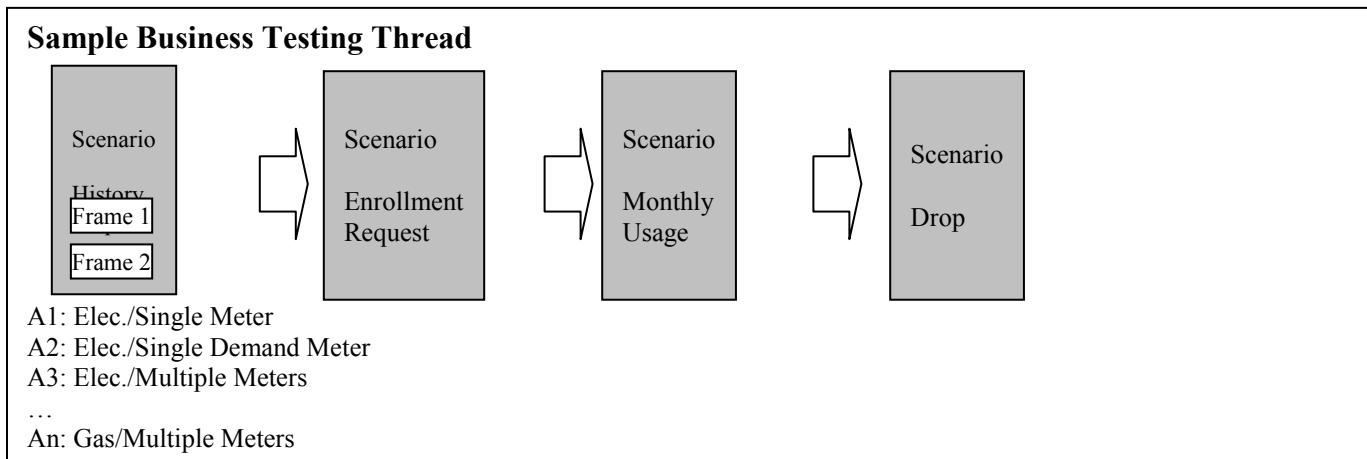 Sample Business Testing Thread
Scenario
History
Frame 1
Frame 2
Scenario
Enrollment
Request
Scenario
Monthly
Usage
Scenario
Drop
A1: Elec./Single Meter
A2: Elec./Single Demand Meter
A3: Elec./Multiple Meters
…
An: Gas/Multiple Meters